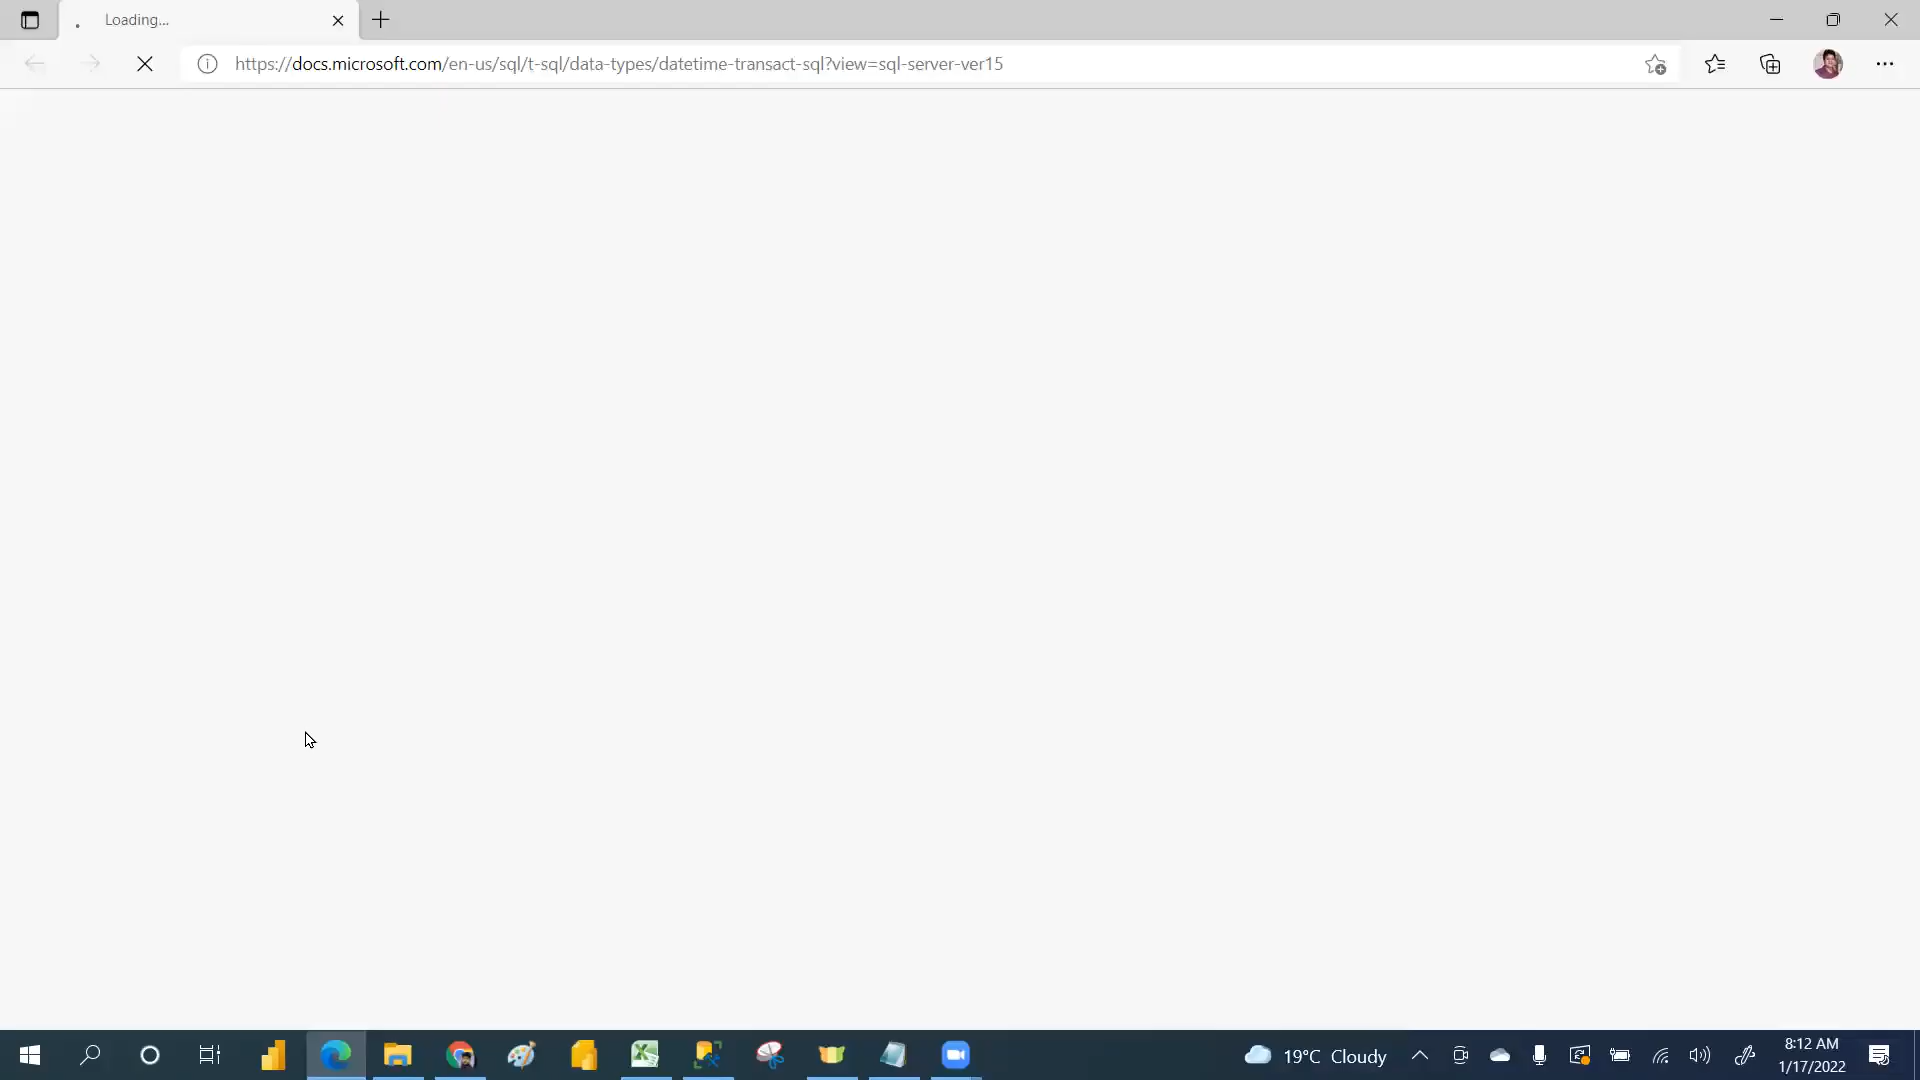 Loading...
https://docs.microsoft.com/en-us/sql/t-sql/data-types/datetime-transact-sql?view=sql-server-ver15
19°C Cloudy
8:12 AM
1/17/2022